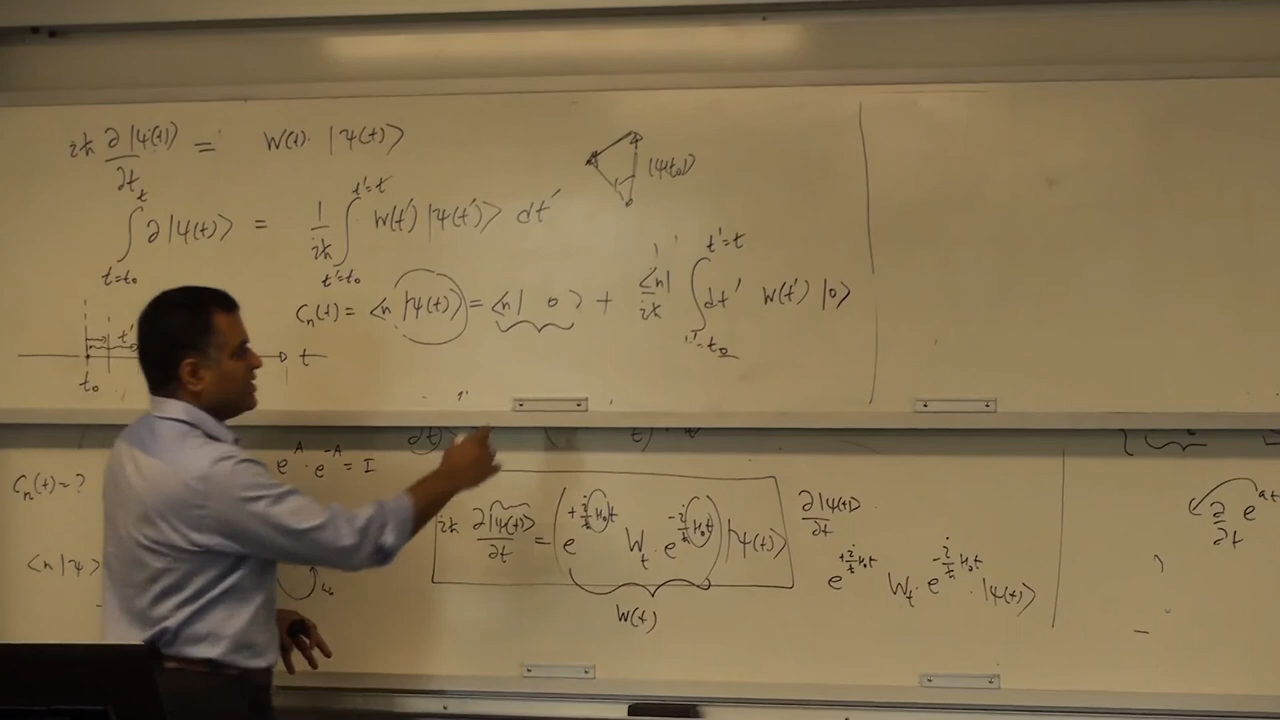 iℏ ∂|ψ(t)⟩/∂t = W(t)·|ψ(t)⟩
|ψ(t₀)⟩
∫_{t=t₀}^{t} ∂|ψ(t)⟩ = 1/iℏ ∫_{t'=t₀}^{t'=t} W(t')|ψ(t')⟩ dt'
Cₙ(t) = ⟨n|ψ(t)⟩ = ⟨n| 0⟩ + ⟨n|/iℏ ∫_{t'=t₀}^{t'=t} dt' W(t') |0⟩
t'
t
t₀
e^A · e^{-A} = I
Cₙ(t) = ?
iℏ ∂|ψ(t)⟩/∂t = (e^{+i/ℏ H₀t} W_t · e^{-i/ℏ H₀t})|ψ(t)⟩
W(t)
⟨n|ψ⟩
∂|ψ(t)⟩/∂t
e^{+i/ℏ H₀t} W_t · e^{-i/ℏ H₀t} · |ψ(t)⟩
∂/∂t e^{at}